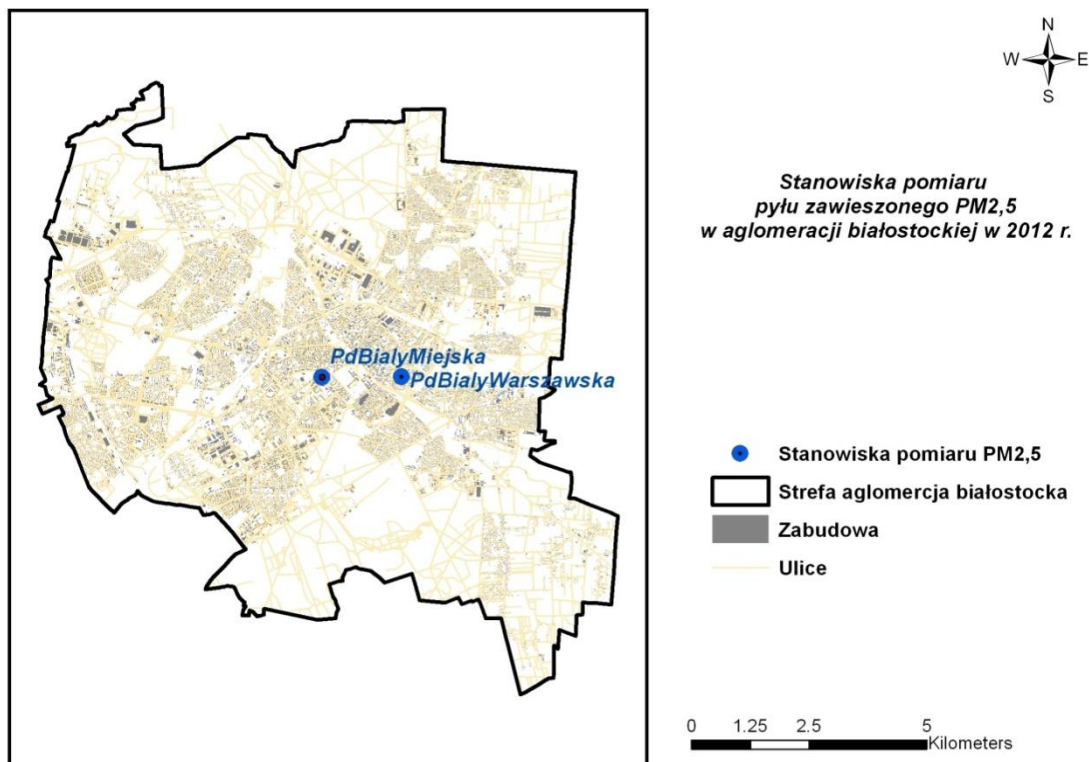 N
W E
S
Stanowiska pomiaru
pyłu zawieszonego PM2,5
w aglomeracji białostockiej w 2012 r.
PdBialyMiejska
PdBialyWarszawska
Stanowiska pomiaru PM2,5
Strefa aglomercja białostocka
Zabudowa
Ulice
0 1.25 2.5 5
Kilometers